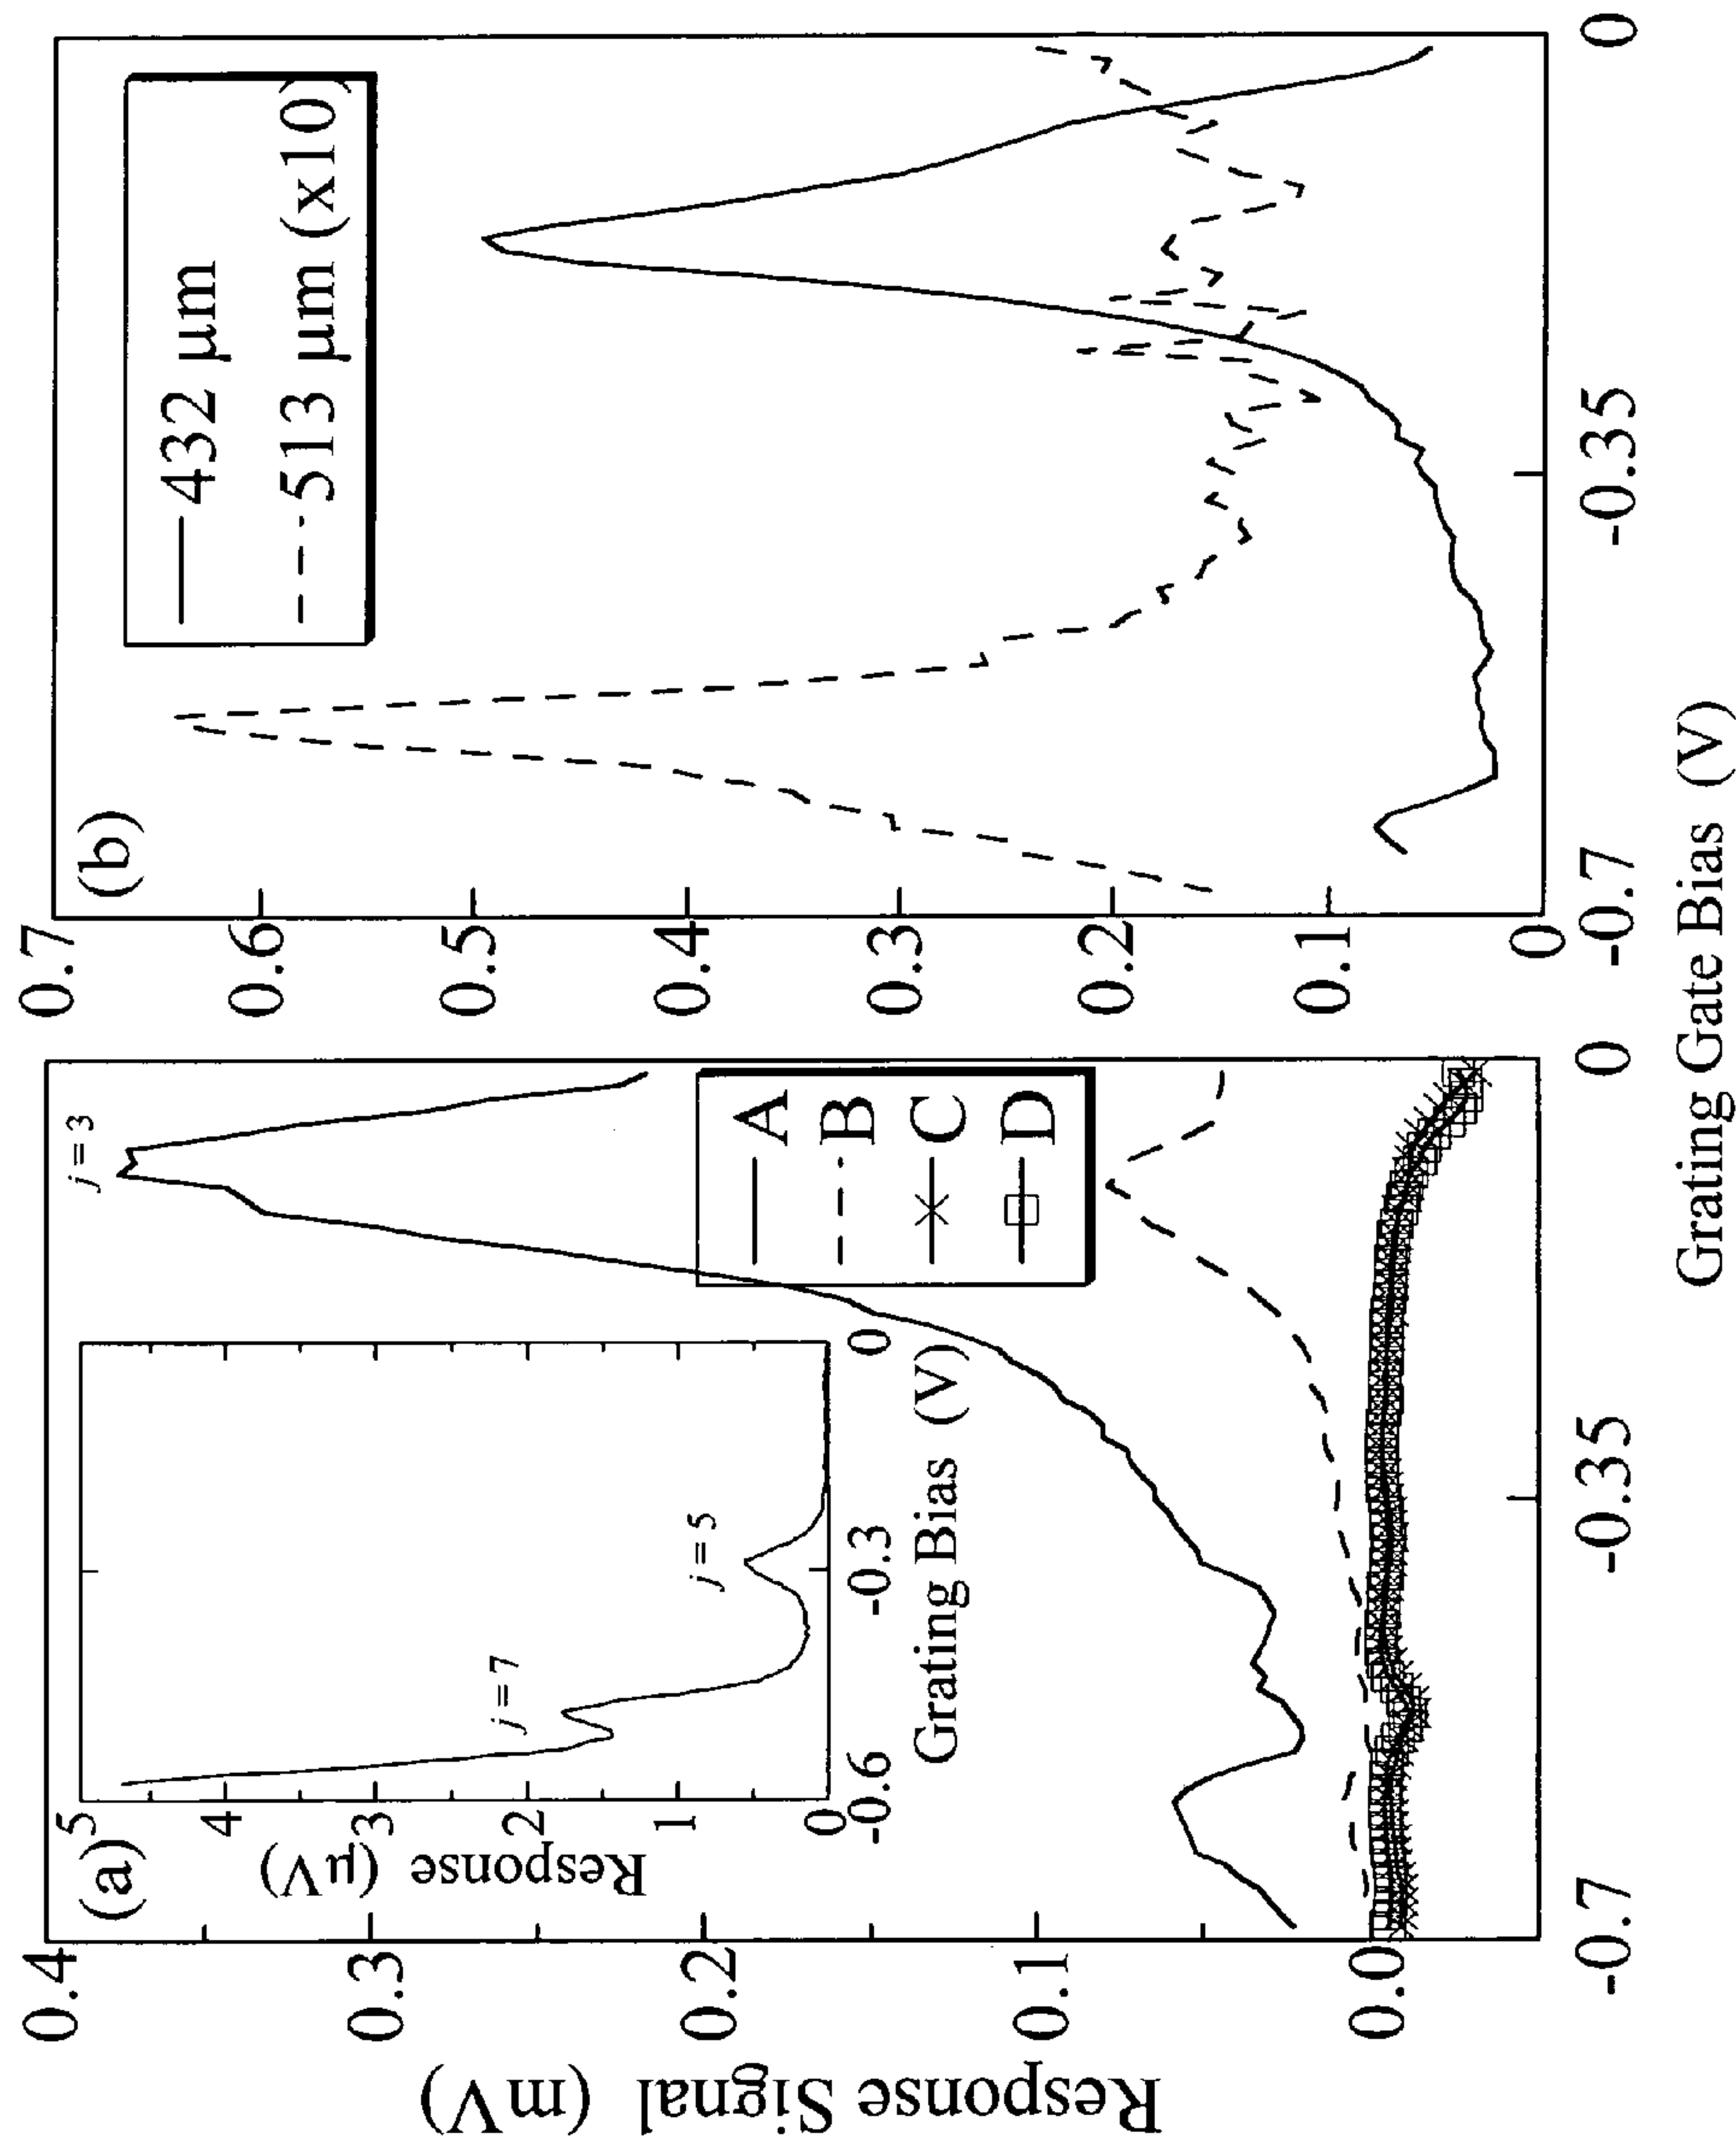 (a)
j = 3
5
4
3
2
1
0
Response (µV)
j = 7
j = 5
-0.6
-0.3
0
Grating Bias (V)
A
B
C
D
0.4
0.3
0.2
0.1
0.0
Response Signal (mV)
-0.7
-0.35
0
(b)
432 µm
513 µm (x10)
0.7
0.6
0.5
0.4
0.3
0.2
0.1
0
-0.7
-0.35
0
Grating Gate Bias (V)